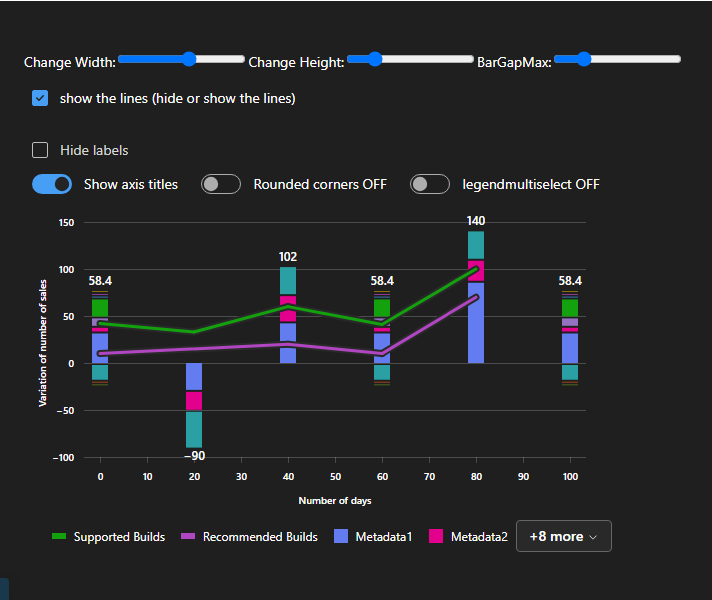 Change Width: Change Height: BarGapMax:
show the lines (hide or show the lines)
Hide labels
Show axis titles Rounded corners OFF legendmultiselect OFF
150
140
100
102
58.4 58.4 58.4
50
0
−50
−90
−100
Variation of number of sales
0 10 20 30 40 50 60 70 80 90 100
Number of days
Supported Builds Recommended Builds Metadata1 Metadata2 +8 more